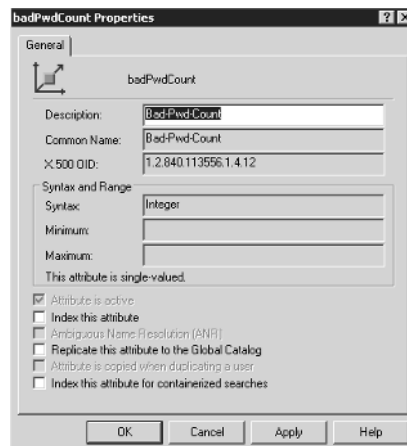 badPwdCount Properties
General
badPwdCount
Description: Bad-Pwd-Count
Common Name: Bad-Pwd-Count
X.500 OID: 1.2.840.113556.1.4.12
Syntax and Range
Syntax: Integer
Minimum:
Maximum:
This attribute is single-valued.
Attribute is active
Index this attribute
Ambiguous Name Resolution (ANR)
Replicate this attribute to the Global Catalog
Attribute is copied when duplicating a user
Index this attribute for containerized searches
OK Cancel Apply Help